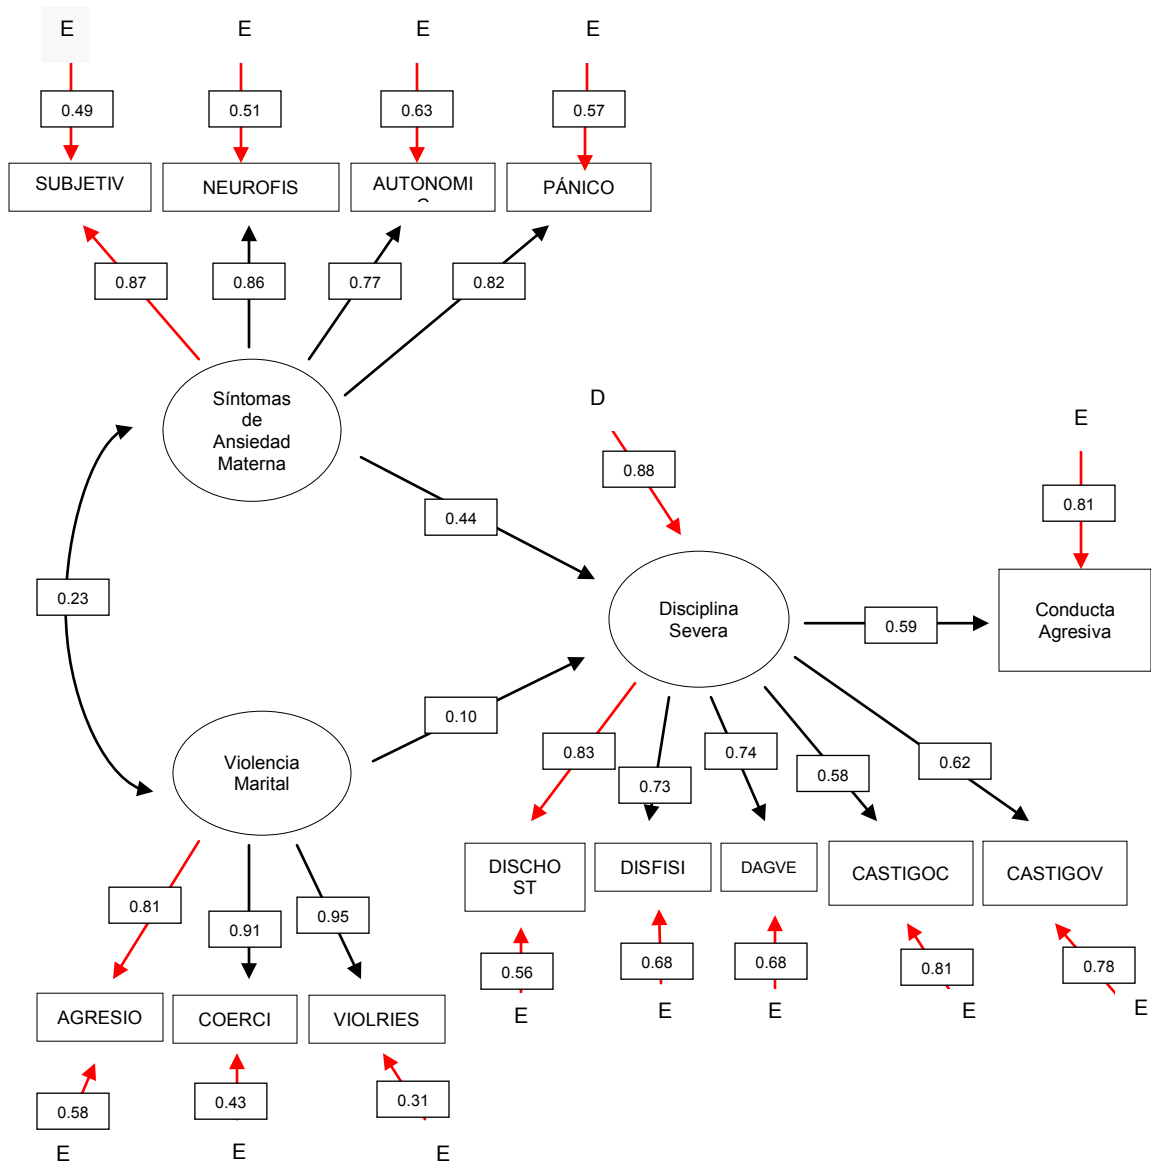 E E E E
0.49 0.51 0.63 0.57
SUBJETIV NEUROFIS AUTONOMI PÁNICO
0.87 0.86 0.77 0.82
Síntomas
de
Ansiedad
Materna
D
E
0.88
0.81
0.44
0.23
Disciplina
Severa
0.59
Conducta
Agresiva
0.10
Violencia
Marital
0.83 0.73 0.74 0.58 0.62
0.81 0.91 0.95
DISCHO
ST
DISFISI
DAGVE
CASTIGOC
CASTIGOV
0.56 0.68 0.68 0.81 0.78
E E E E E
AGRESIO COERCI VIOLRIES
0.58 0.43 0.31
E E E